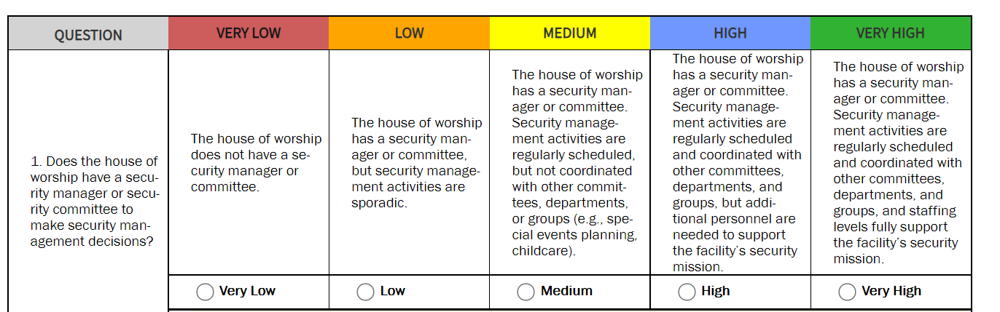 QUESTION
VERY LOW
LOW
MEDIUM
HIGH
VERY HIGH
1. Does the house of
worship have a secu-
rity manager or secu-
rity committee to
make security man-
agement decisions?
The house of worship
does not have a se-
curity manager or
committee.
The house of worship
has a security man-
ager or committee,
but security manage-
ment activities are
sporadic.
The house of worship
has a security man-
ager or committee.
Security manage-
ment activities are
regularly scheduled,
but not coordinated
with other commit-
tees, departments,
or groups (e.g., spe-
cial events planning,
childcare).
The house of worship
has a security man-
ager or committee.
Security manage-
ment activities are
regularly scheduled
and coordinated with
other committees,
departments, and
groups, but addi-
tional personnel are
needed to support
the facility's security
mission.
The house of worship
has a security man-
ager or committee.
Security manage-
ment activities are
regularly scheduled
and coordinated with
other committees,
departments, and
groups, and staffing
levels fully support
the facility's security
mission.
Very Low
Low
Medium
High
Very High